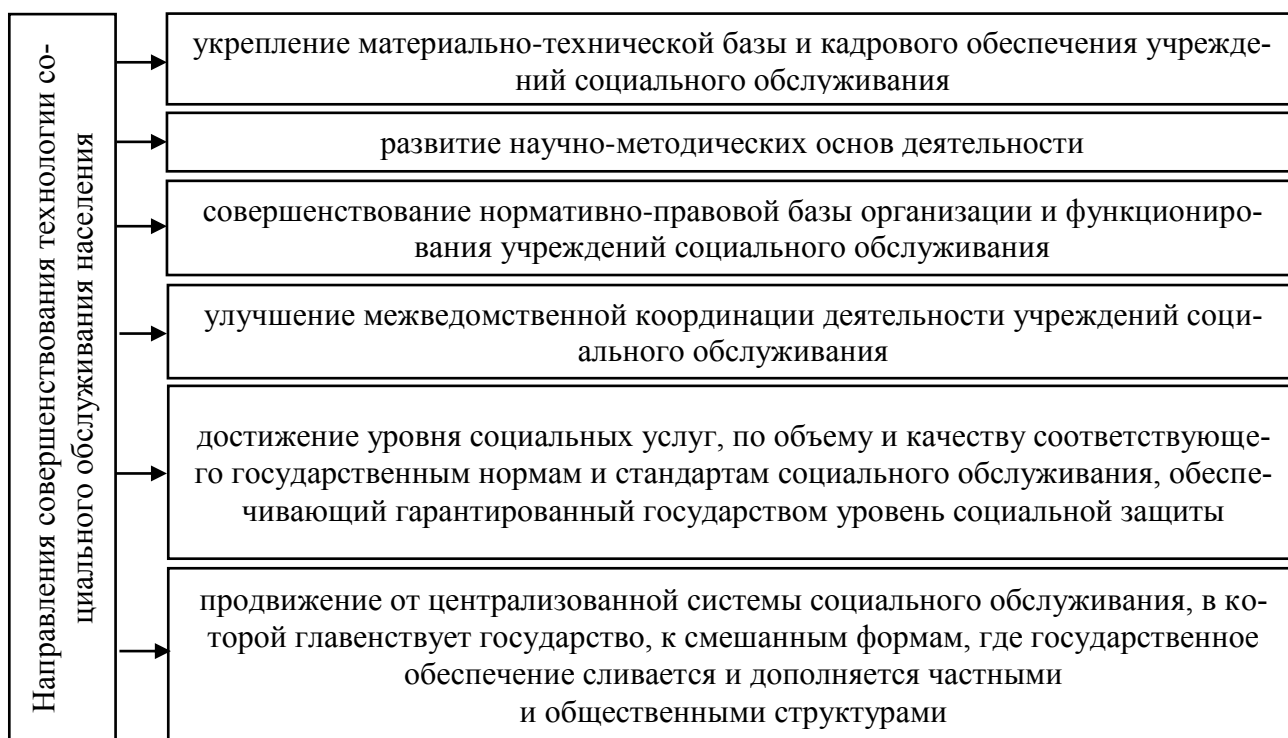 Направления совершенствования технологии со-
циального обслуживания населения
укрепление материально-технической базы и кадрового обеспечения учрежде-
ний социального обслуживания
развитие научно-методических основ деятельности
совершенствование нормативно-правовой базы организации и функциониро-
вания учреждений социального обслуживания
улучшение межведомственной координации деятельности учреждений соци-
ального обслуживания
достижение уровня социальных услуг, по объему и качеству соответствующе-
го государственным нормам и стандартам социального обслуживания, обеспе-
чивающий гарантированный государством уровень социальной защиты
продвижение от централизованной системы социального обслуживания, в ко-
торой главенствует государство, к смешанным формам, где государственное
обеспечение сливается и дополняется частными
и общественными структурами